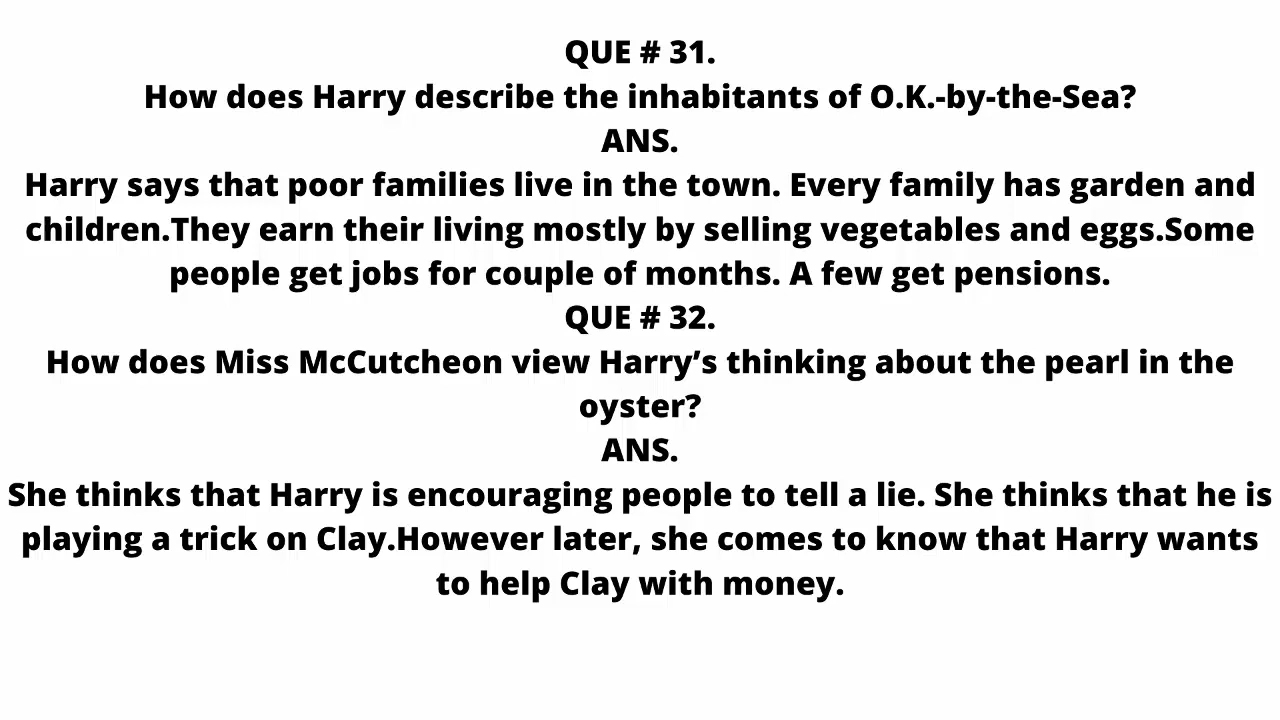 QUE # 31.
How does Harry describe the inhabitants of O.K.-by-the-Sea?
ANS.
Harry says that poor families live in the town. Every family has garden and
children.They earn their living mostly by selling vegetables and eggs.Some
people get jobs for couple of months. A few get pensions.
QUE # 32.
How does Miss McCutcheon view Harry’s thinking about the pearl in the
oyster?
ANS.
She thinks that Harry is encouraging people to tell a lie. She thinks that he is
playing a trick on Clay.However later, she comes to know that Harry wants
to help Clay with money.